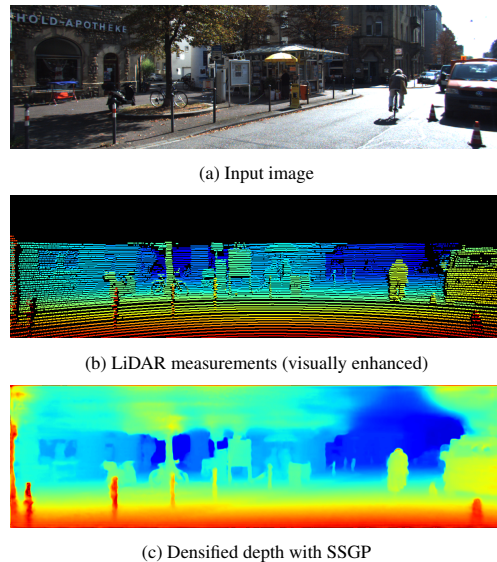 HOLD-APOTHEKE
(a) Input image
(b) LiDAR measurements (visually enhanced)
(c) Densified depth with SSGP